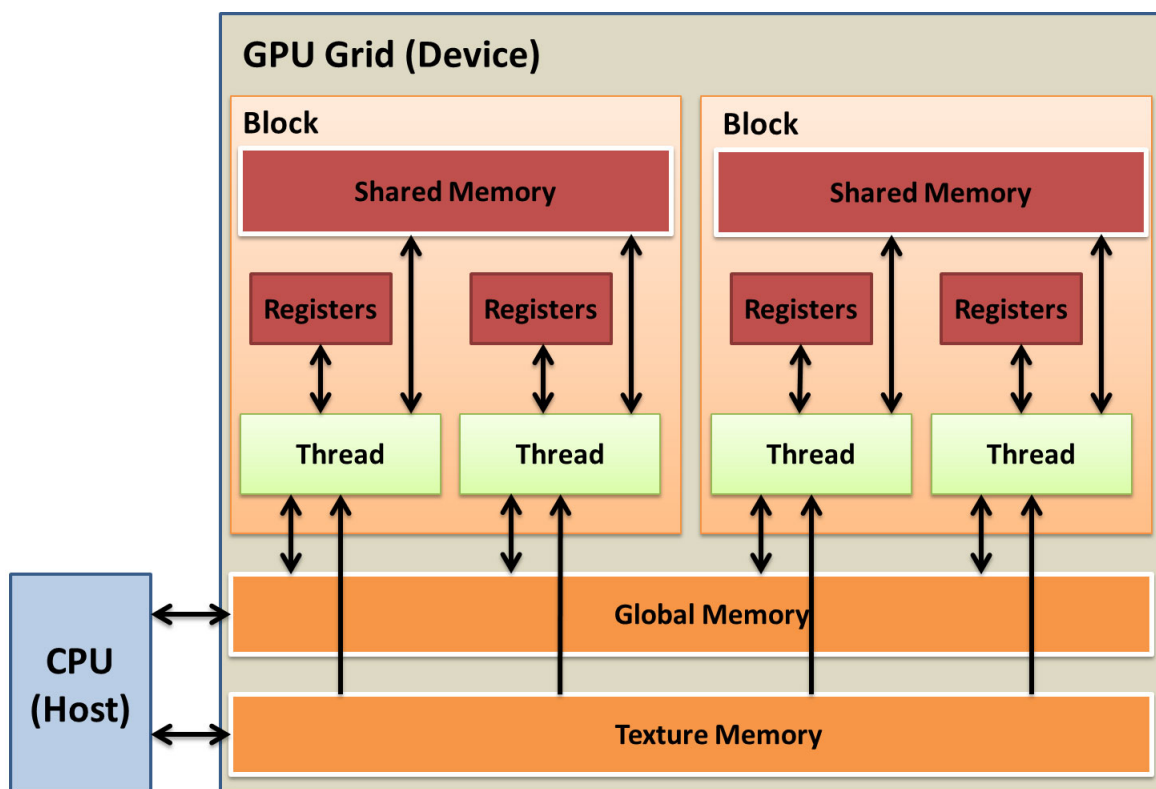 GPU Grid (Device)
Block
Block
Shared Memory
Shared Memory
Registers
Registers
Registers
Registers
Thread
Thread
Thread
Thread
Global Memory
CPU
(Host)
Texture Memory